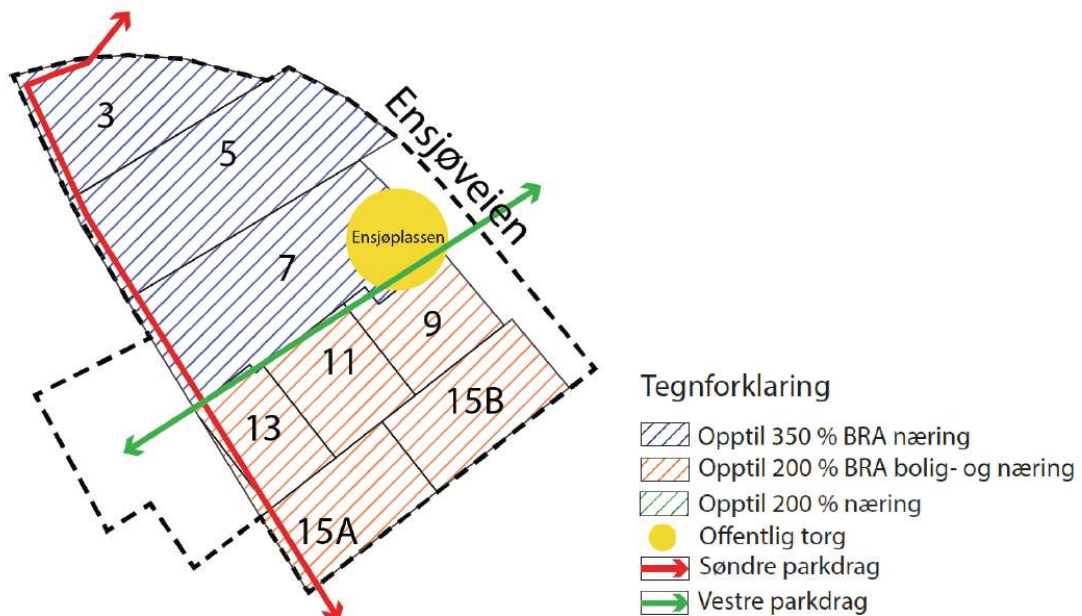 3
5
Ensjøveien
Ensjøplassen
7
9
11
15B
13
15A
Tegnforklaring
Opptil 350 % BRA næring
Opptil 200 % BRA bolig- og næring
Opptil 200 % næring
Offentlig torg
Søndre parkdrag
Vestre parkdrag